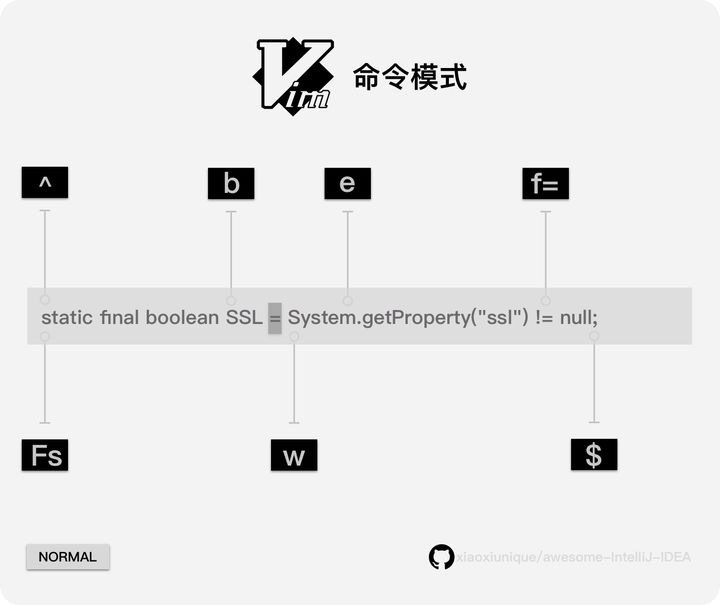 Vim 命令模式
^ b e f=
static final boolean SSL = System.getProperty("ssl") != null;
Fs w $
NORMAL xiaoxiunique/awesome-IntelliJ-IDEA